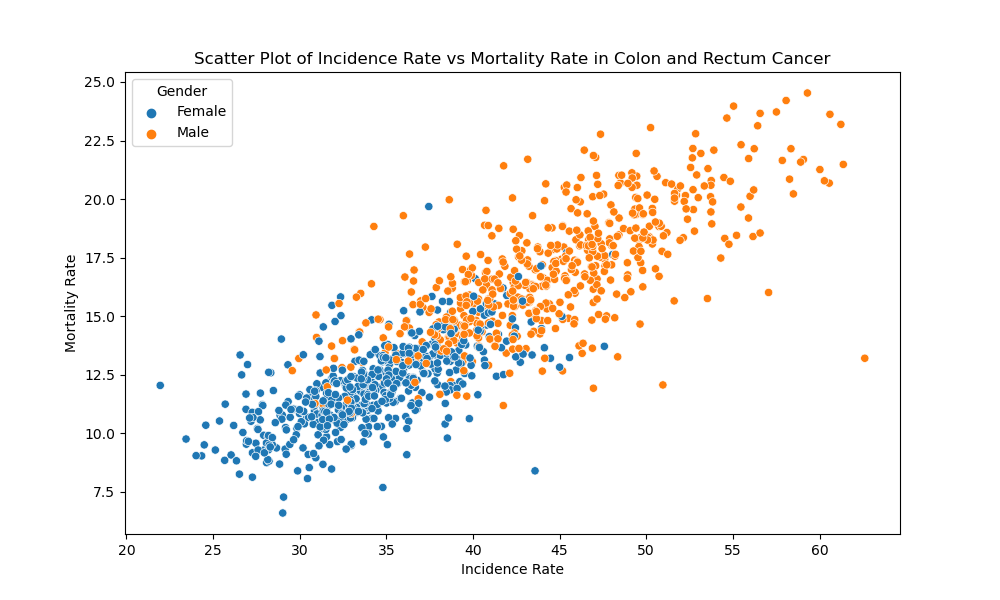 Scatter Plot of Incidence Rate vs Mortality Rate in Colon and Rectum Cancer
Gender
Female
Male
Mortality Rate
25.0
22.5
20.0
17.5
15.0
12.5
10.0
7.5
20 25 30 35 40 45 50 55 60
Incidence Rate